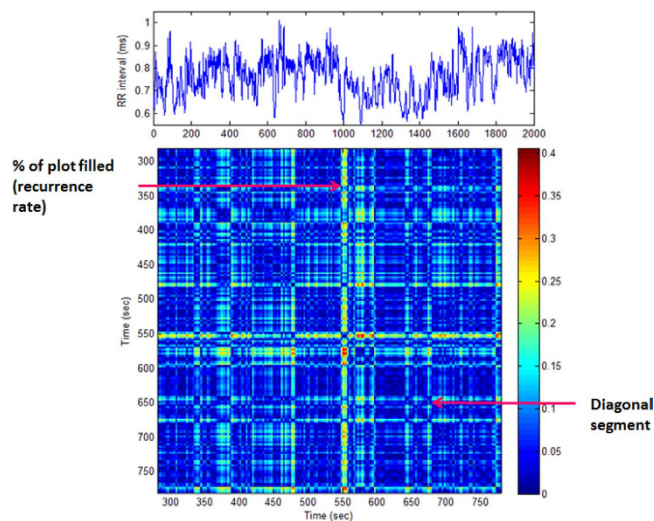 RR interval (ms)
1
0.9
0.8
0.7
0.6
0 200 400 600 800 1000 1200 1400 1600 1800 2000
% of plot filled
(recurrence
rate)
Time (sec)
300
350
400
450
500
550
600
650
700
750
300 350 400 450 500 550 600 650 700 750
Time (sec)
0.4
0.35
0.3
0.25
0.2
0.15
0.1
0.05
0
Diagonal
segment